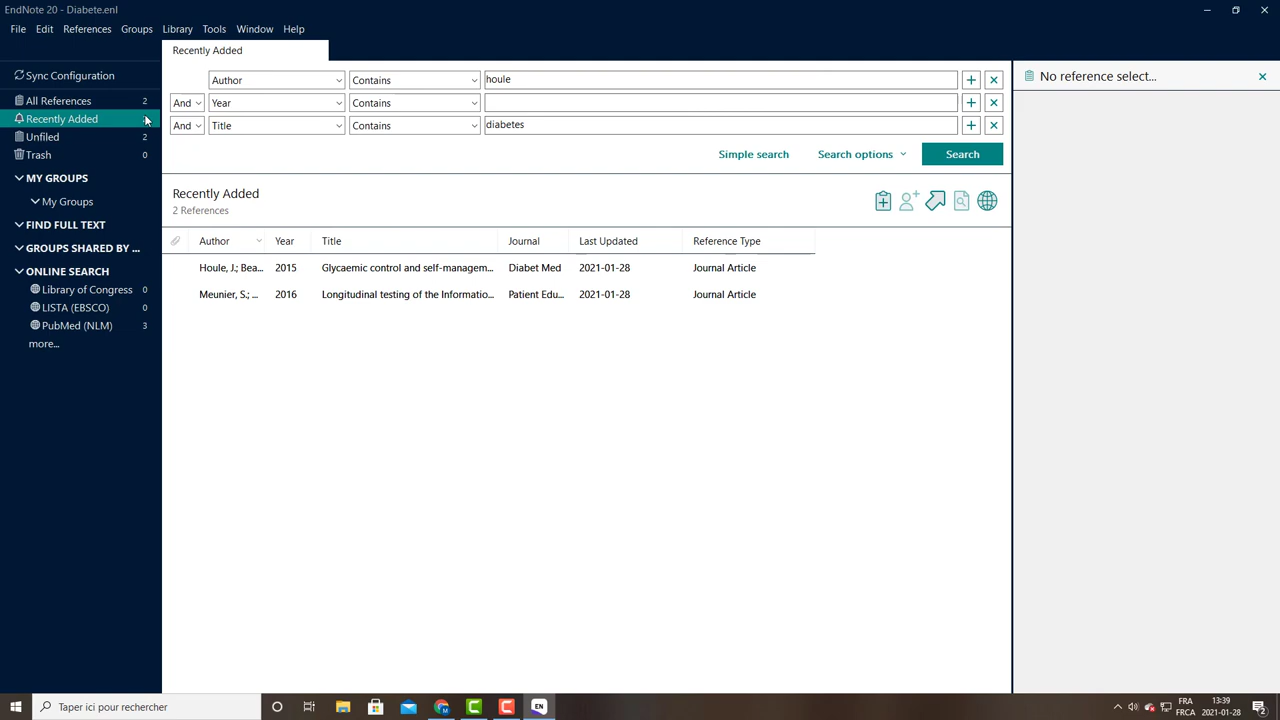 EndNote 20 - Diabete.enl
File Edit References Groups Library Tools Window Help
Sync Configuration
All References 2
Recently Added
Unfiled 2
Trash 0
MY GROUPS
My Groups
FIND FULL TEXT
GROUPS SHARED BY ...
ONLINE SEARCH
Library of Congress 0
LISTA (EBSCO) 0
PubMed (NLM) 3
more...
Recently Added
Author Contains houle
And Year Contains
And Title Contains diabetes
Simple search Search options Search
Recently Added
2 References
Author Year Title Journal Last Updated Reference Type
Houle, J.; Bea... 2015 Glycaemic control and self-managem... Diabet Med 2021-01-28 Journal Article
Meunier, S.; ... 2016 Longitudinal testing of the Informatio... Patient Edu... 2021-01-28 Journal Article
No reference select...
Taper ici pour rechercher
EN
FRA
FRCA
13:39
2021-01-28
2